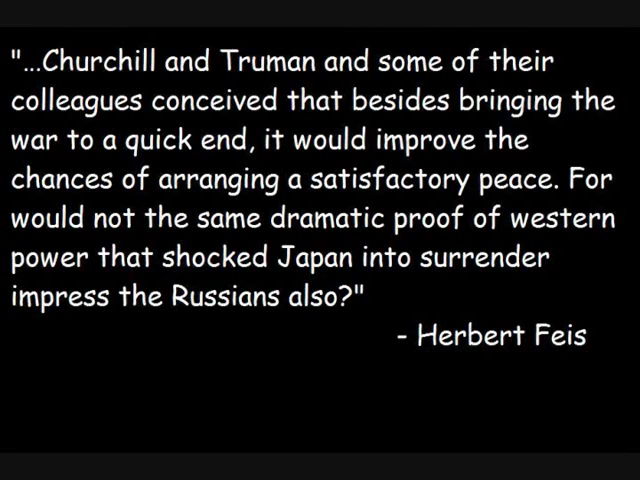 "...Churchill and Truman and some of their
colleagues conceived that besides bringing the
war to a quick end, it would improve the
chances of arranging a satisfactory peace. For
would not the same dramatic proof of western
power that shocked Japan into surrender
impress the Russians also?"
- Herbert Feis